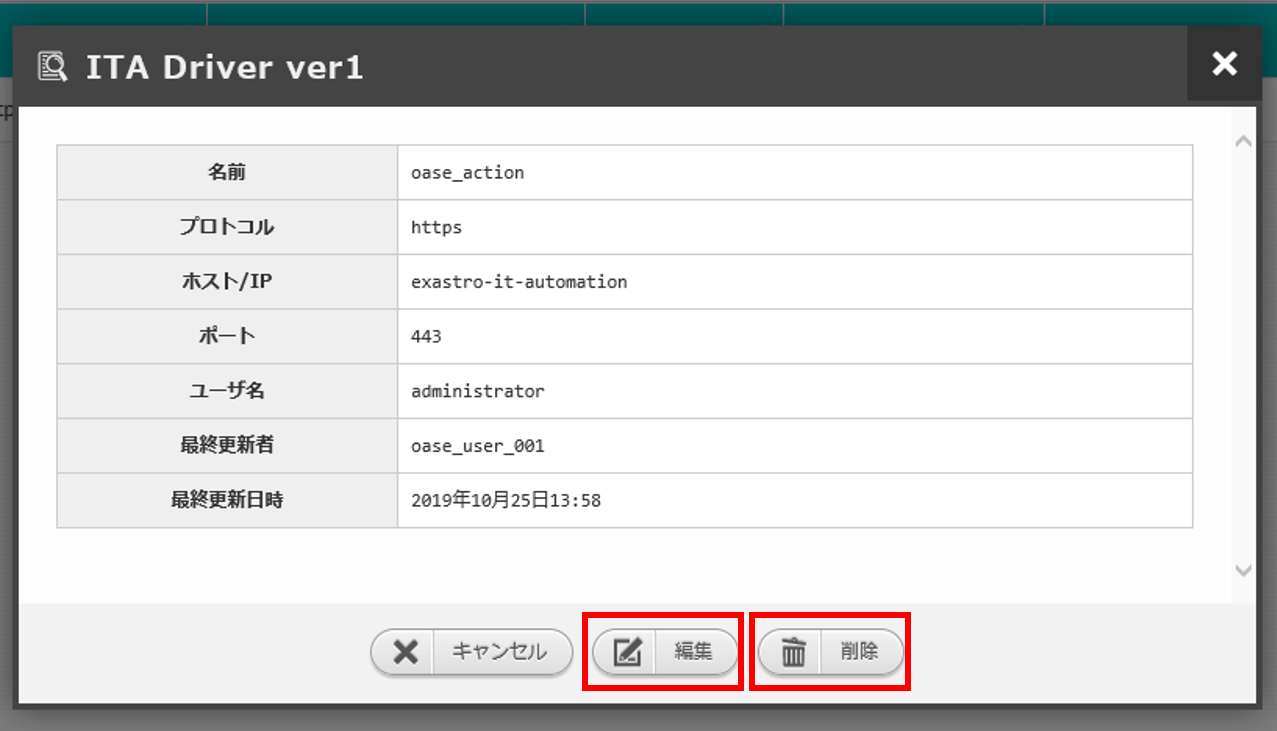 ITA Driver ver1
tp
名前 oase_action
プロトコル https
ホスト/IP exastro-it-automation
ポート 443
ユーザ名 administrator
最終更新者 oase_user_001
最終更新日時 2019年10月25日13:58
キャンセル 編集 削除